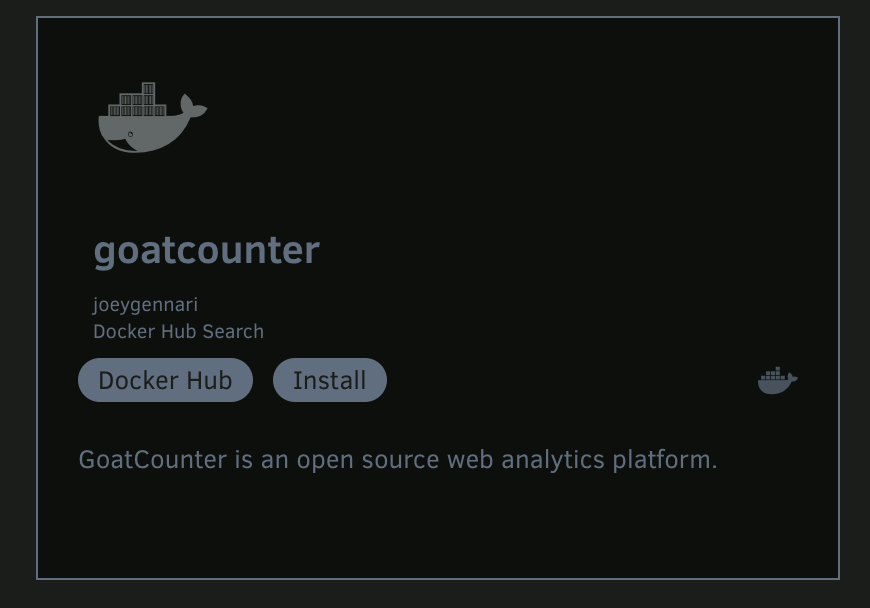 goatcounter
joeygennari
Docker Hub Search
Docker Hub Install
GoatCounter is an open source web analytics platform.